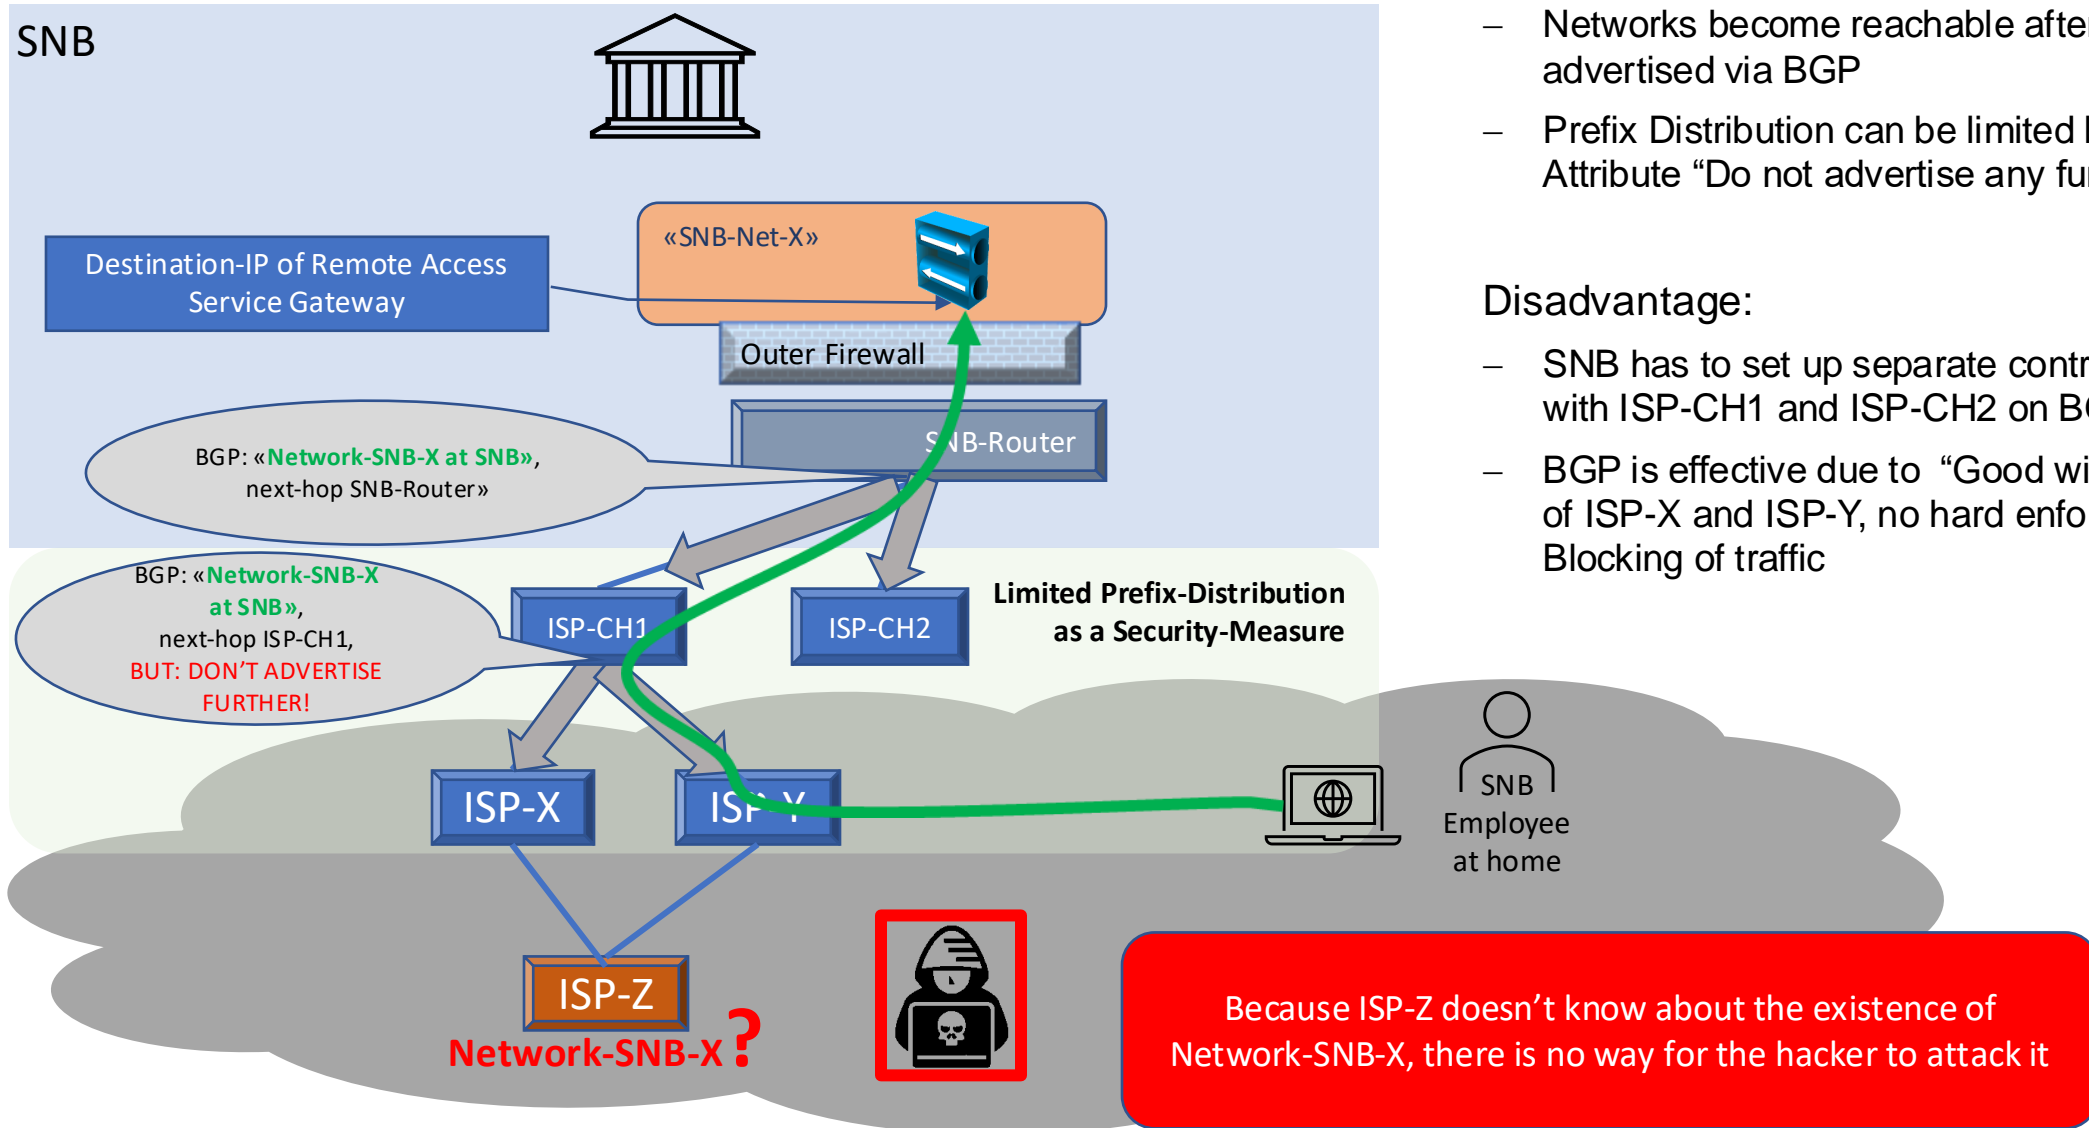 SNB
«SNB-Net-X»
Destination-IP of Remote Access
Service Gateway
Outer Firewall
SNB-Router
BGP: «Network-SNB-X at SNB»,
next-hop SNB-Router»
BGP: «Network-SNB-X
at SNB»,
next-hop ISP-CH1,
BUT: DON’T ADVERTISE
FURTHER!
ISP-CH1
ISP-CH2
Limited Prefix-Distribution
as a Security-Measure
ISP-X
ISP-Y
SNB
Employee
at home
ISP-Z
Network-SNB-X?
Because ISP-Z doesn’t know about the existence of
Network-SNB-X, there is no way for the hacker to attack it
– Networks become reachable after
advertised via BGP
– Prefix Distribution can be limited
Attribute “Do not advertise any
Disadvantage:
– SNB has to set up separate
with ISP-CH1 and ISP-CH2 on
– BGP is effective due to “Good
of ISP-X and ISP-Y, no hard
Blocking of traffic